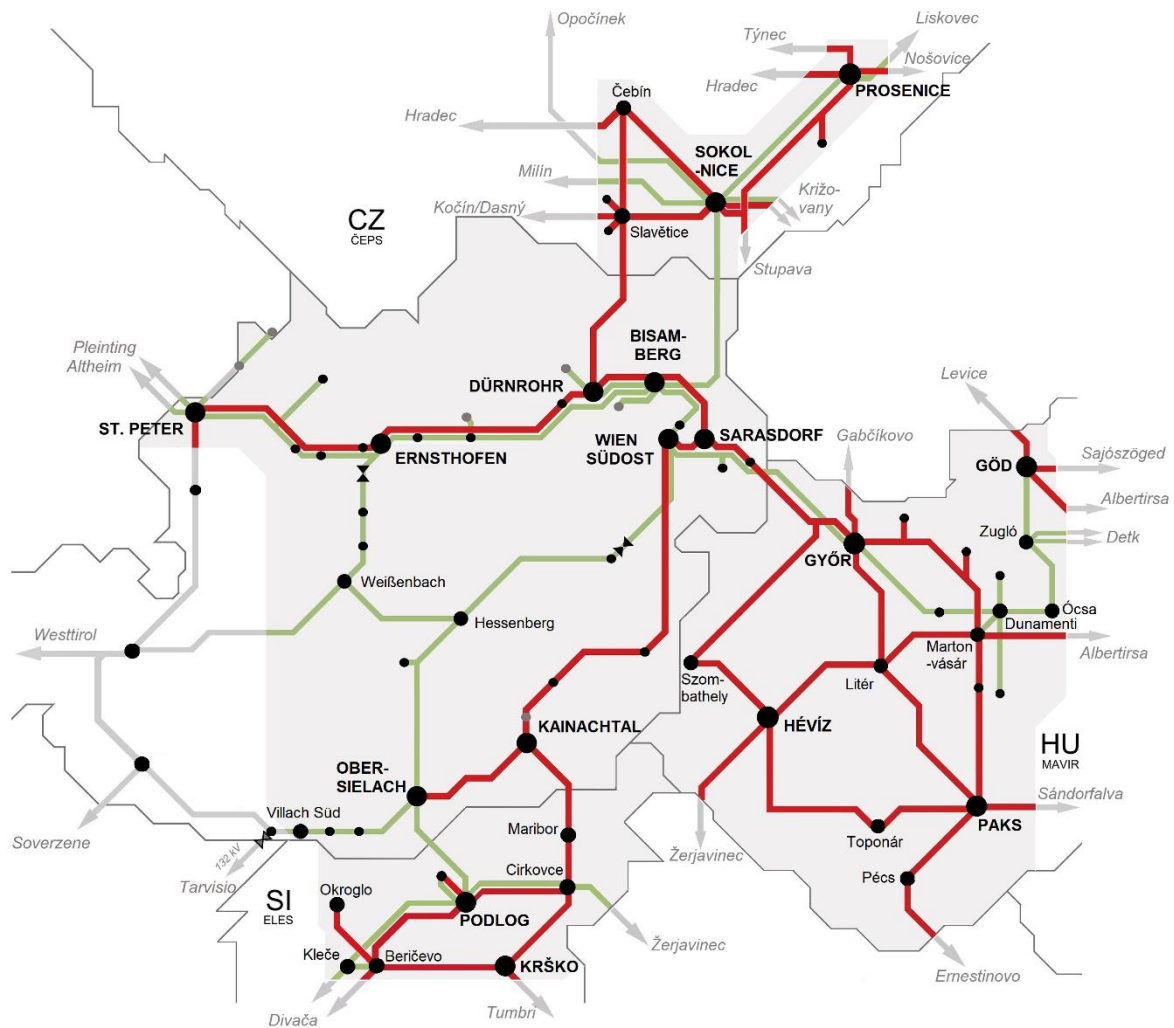 Opočínek
Liskovec
Týnec
Nošovice
Hradec
PROSENICE
Čebín
Hradec
SOKOL
-NICE
Milín
Križo-
vany
Kočín/Dasný
Slavětice
CZ
ČEPS
Stupava
BISAM-
BERG
Pleinting
Altheim
DÜRNROHR
Levice
ST. PETER
ERNSTHOFEN
WIEN
SÜDOST
SARASDORF
Gabčíkovo
GÖD
Sajószöged
Albertirsa
Zugló
Detk
GYŐR
Weißenbach
Hessenberg
Ócsa
Dunamenti
Westtirol
Marton
-vásár
Albertirsa
Szom-
bathely
Litér
KAINACHTAL
HÉVÍZ
HU
MAVIR
OBER-
SIELACH
Sándorfalva
Villach Süd
Maribor
Toponár
PAKS
Soverzene
132 kV
Tarvisio
Žerjavinec
Pécs
SI
ELES
Okroglo
Cirkovce
PODLOG
Žerjavinec
Kleče
Beričevo
KRŠKO
Ernestinovo
Divača
Tumbri